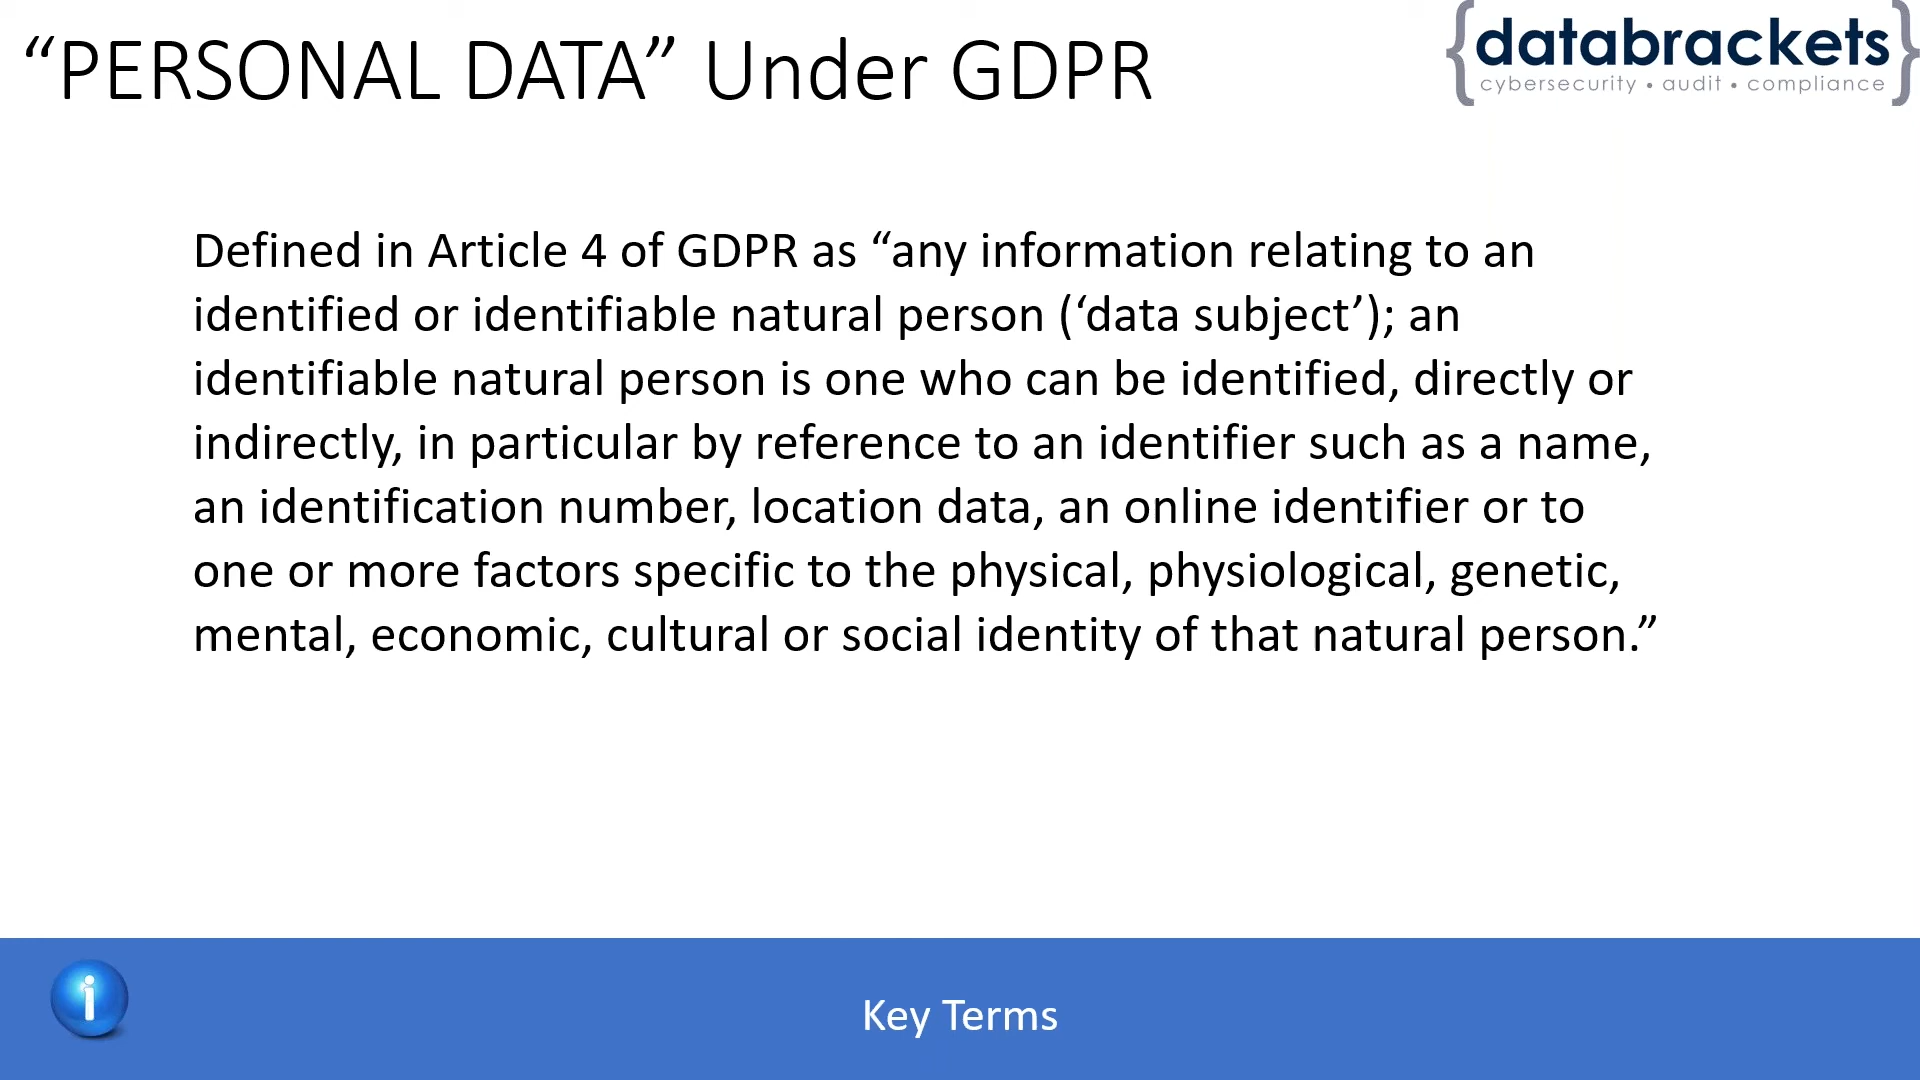 “PERSONAL DATA” Under GDPR
{databrackets}
cybersecurity • audit • compliance
Defined in Article 4 of GDPR as “any information relating to an
identified or identifiable natural person (‘data subject’); an
identifiable natural person is one who can be identified, directly or
indirectly, in particular by reference to an identifier such as a name,
an identification number, location data, an online identifier or to
one or more factors specific to the physical, physiological, genetic,
mental, economic, cultural or social identity of that natural person.”
i
Key Terms